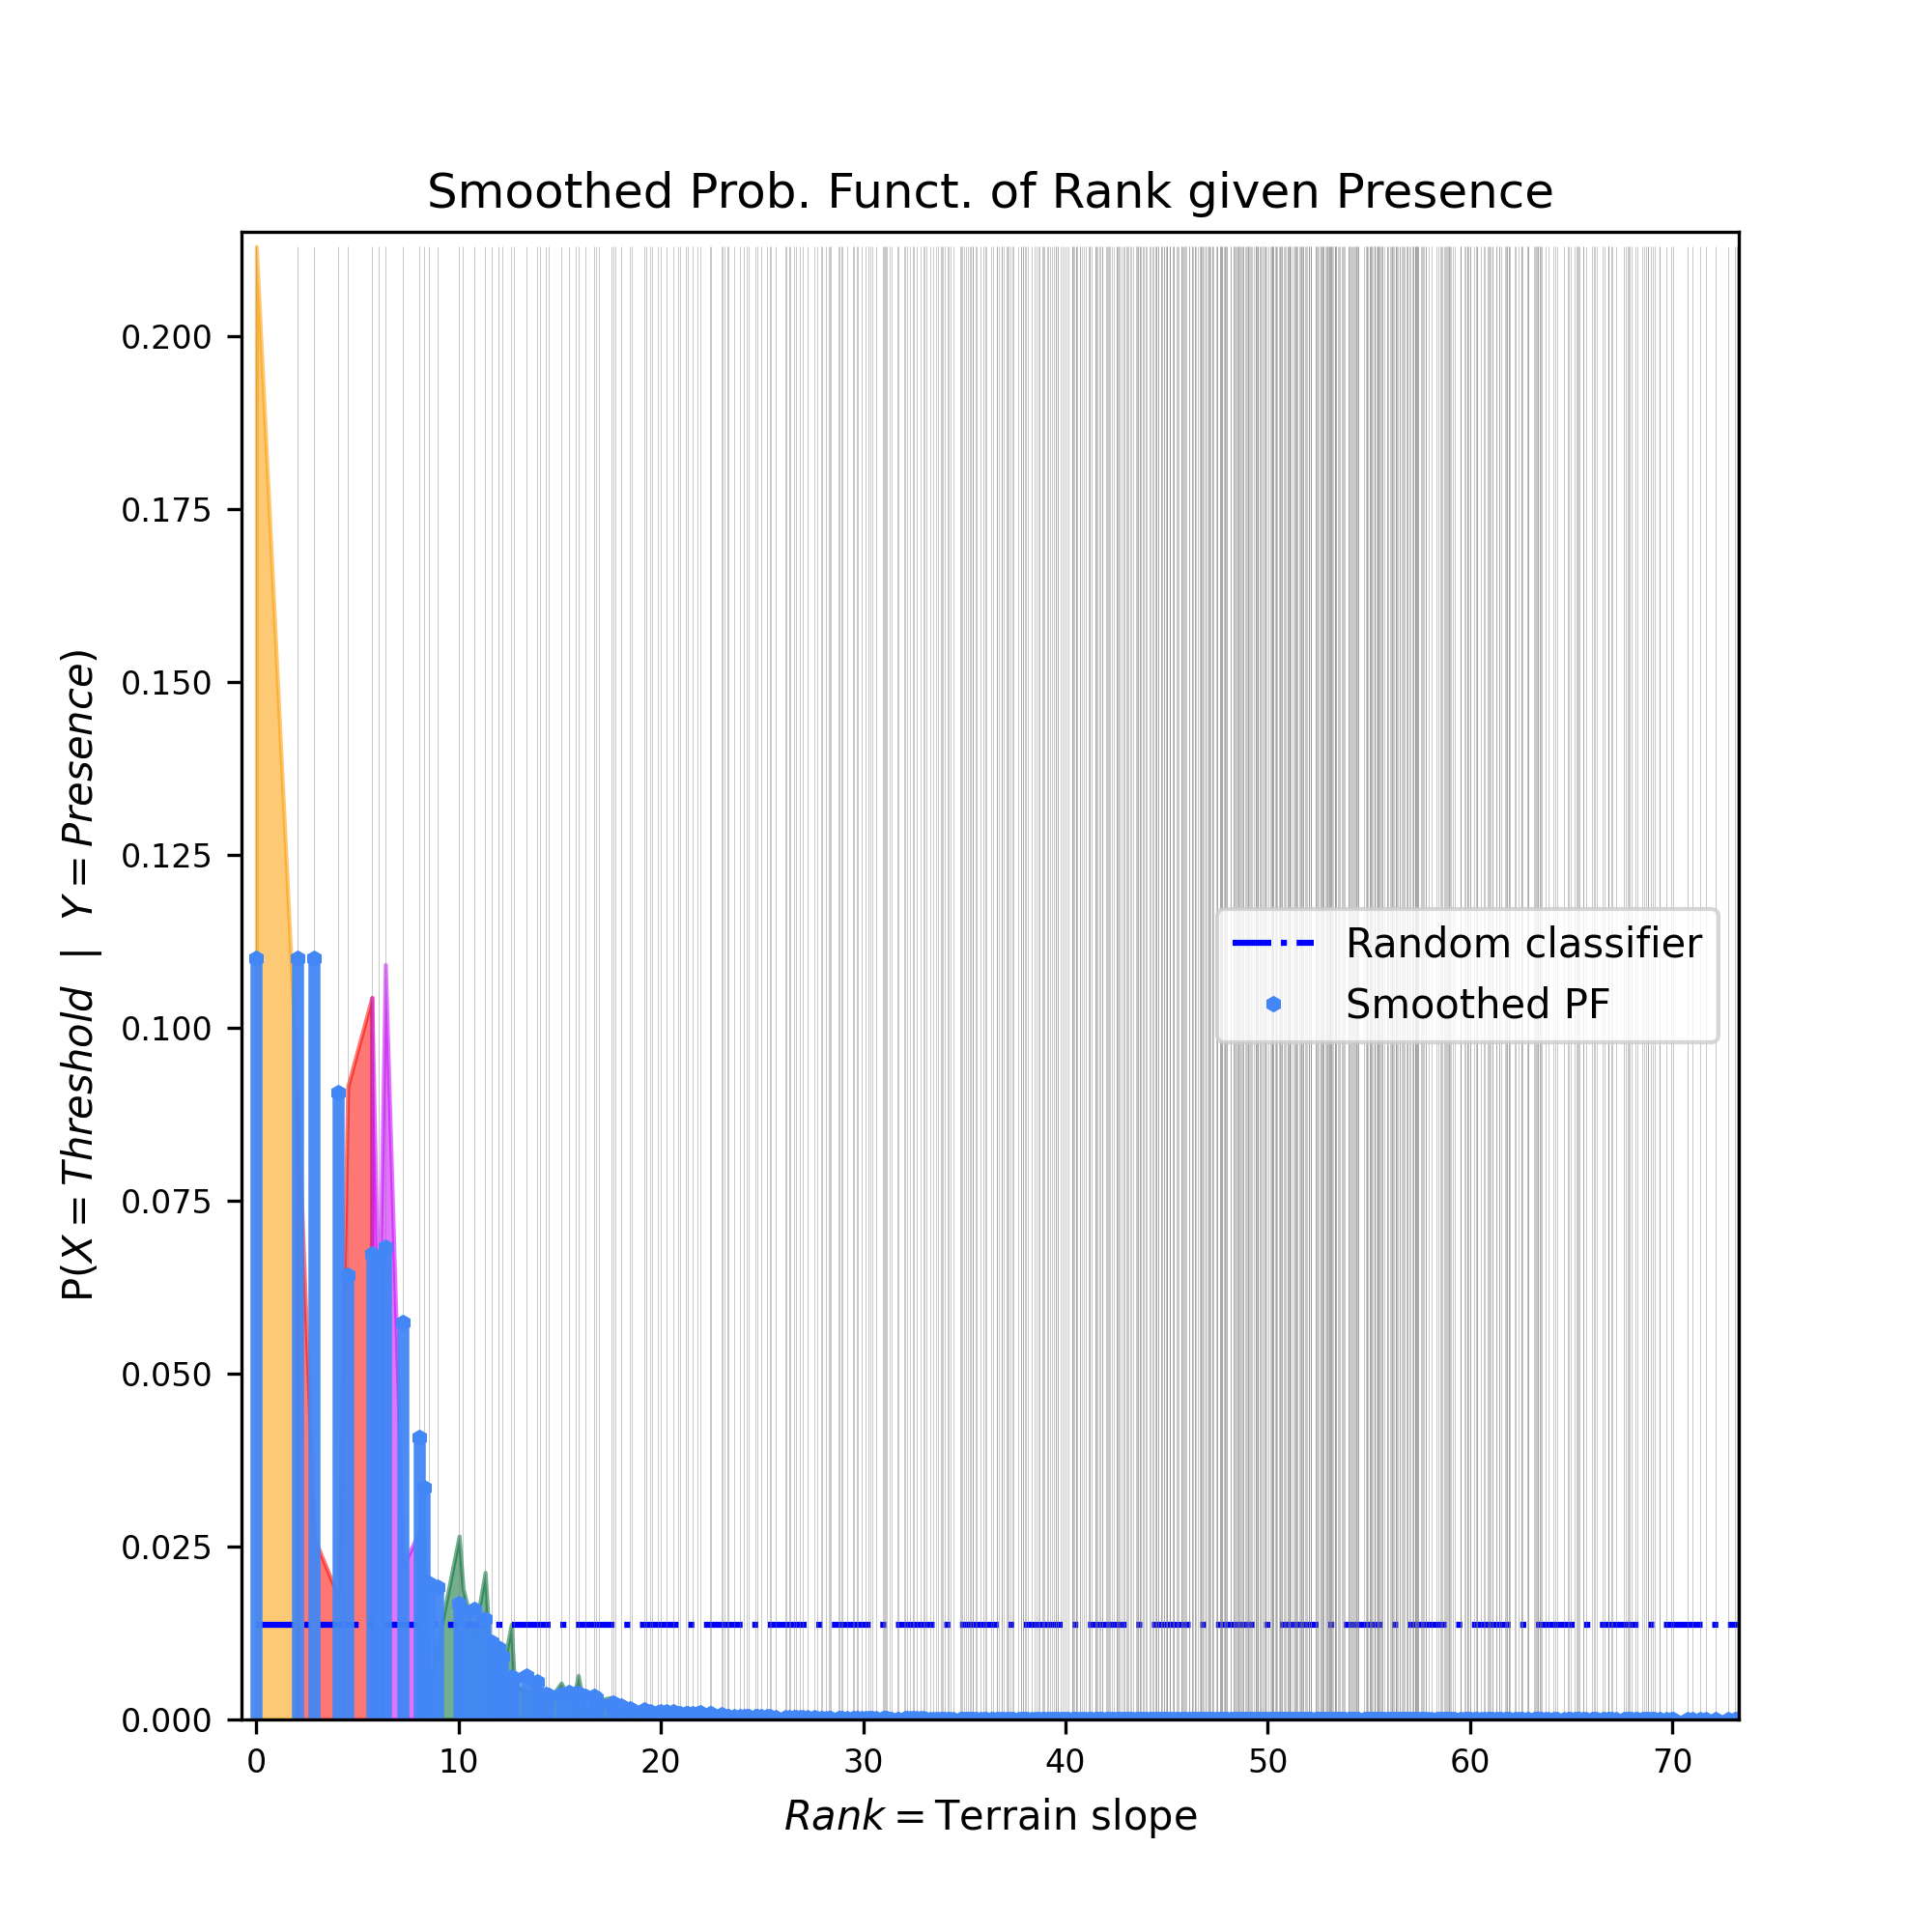 Smoothed Prob. Funct. of Rank given Presence
0.200
0.175
0.150
0.125
0.100
0.075
0.050
0.025
0.000
P(X = Threshold | Y = Presence)
Random classifier
Smoothed PF
0 10 20 30 40 50 60 70
Rank = Terrain slope